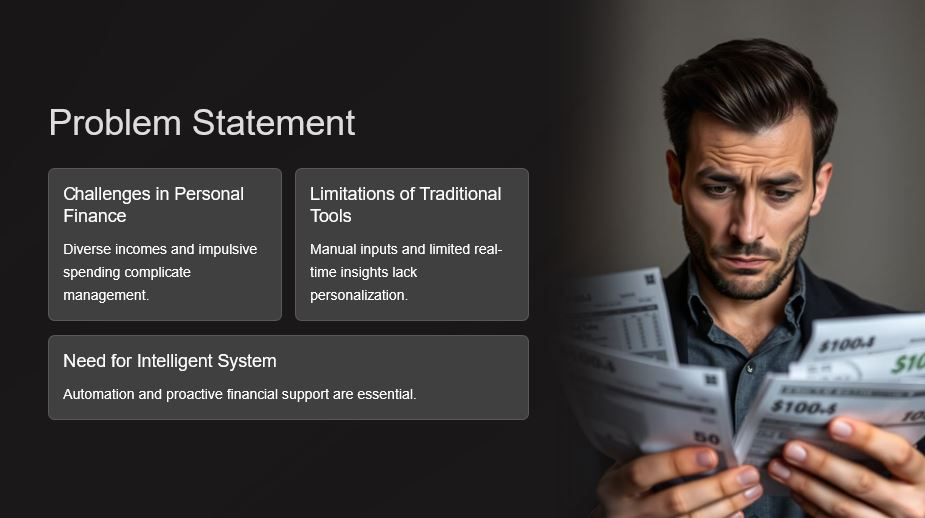 Problem Statement
Challenges in Personal
Finance
Diverse incomes and impulsive
spending complicate
management.
Limitations of Traditional
Tools
Manual inputs and limited real-
time insights lack
personalization.
Need for Intelligent System
Automation and proactive financial support are essential.
50